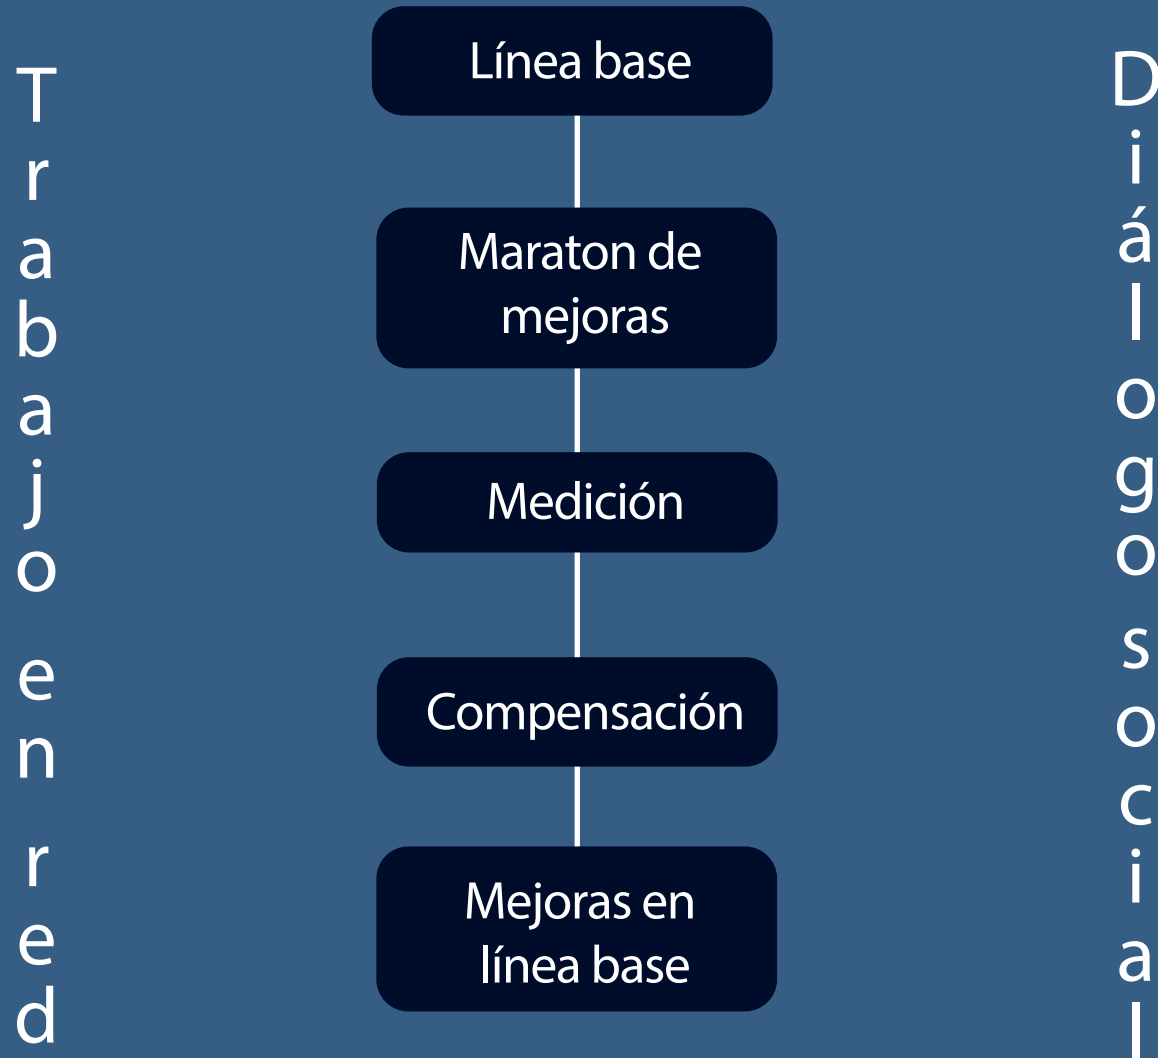 Trabajo en red
Línea base
Maraton de
mejoras
Medición
Compensación
Mejoras en
línea base
Diálogo social